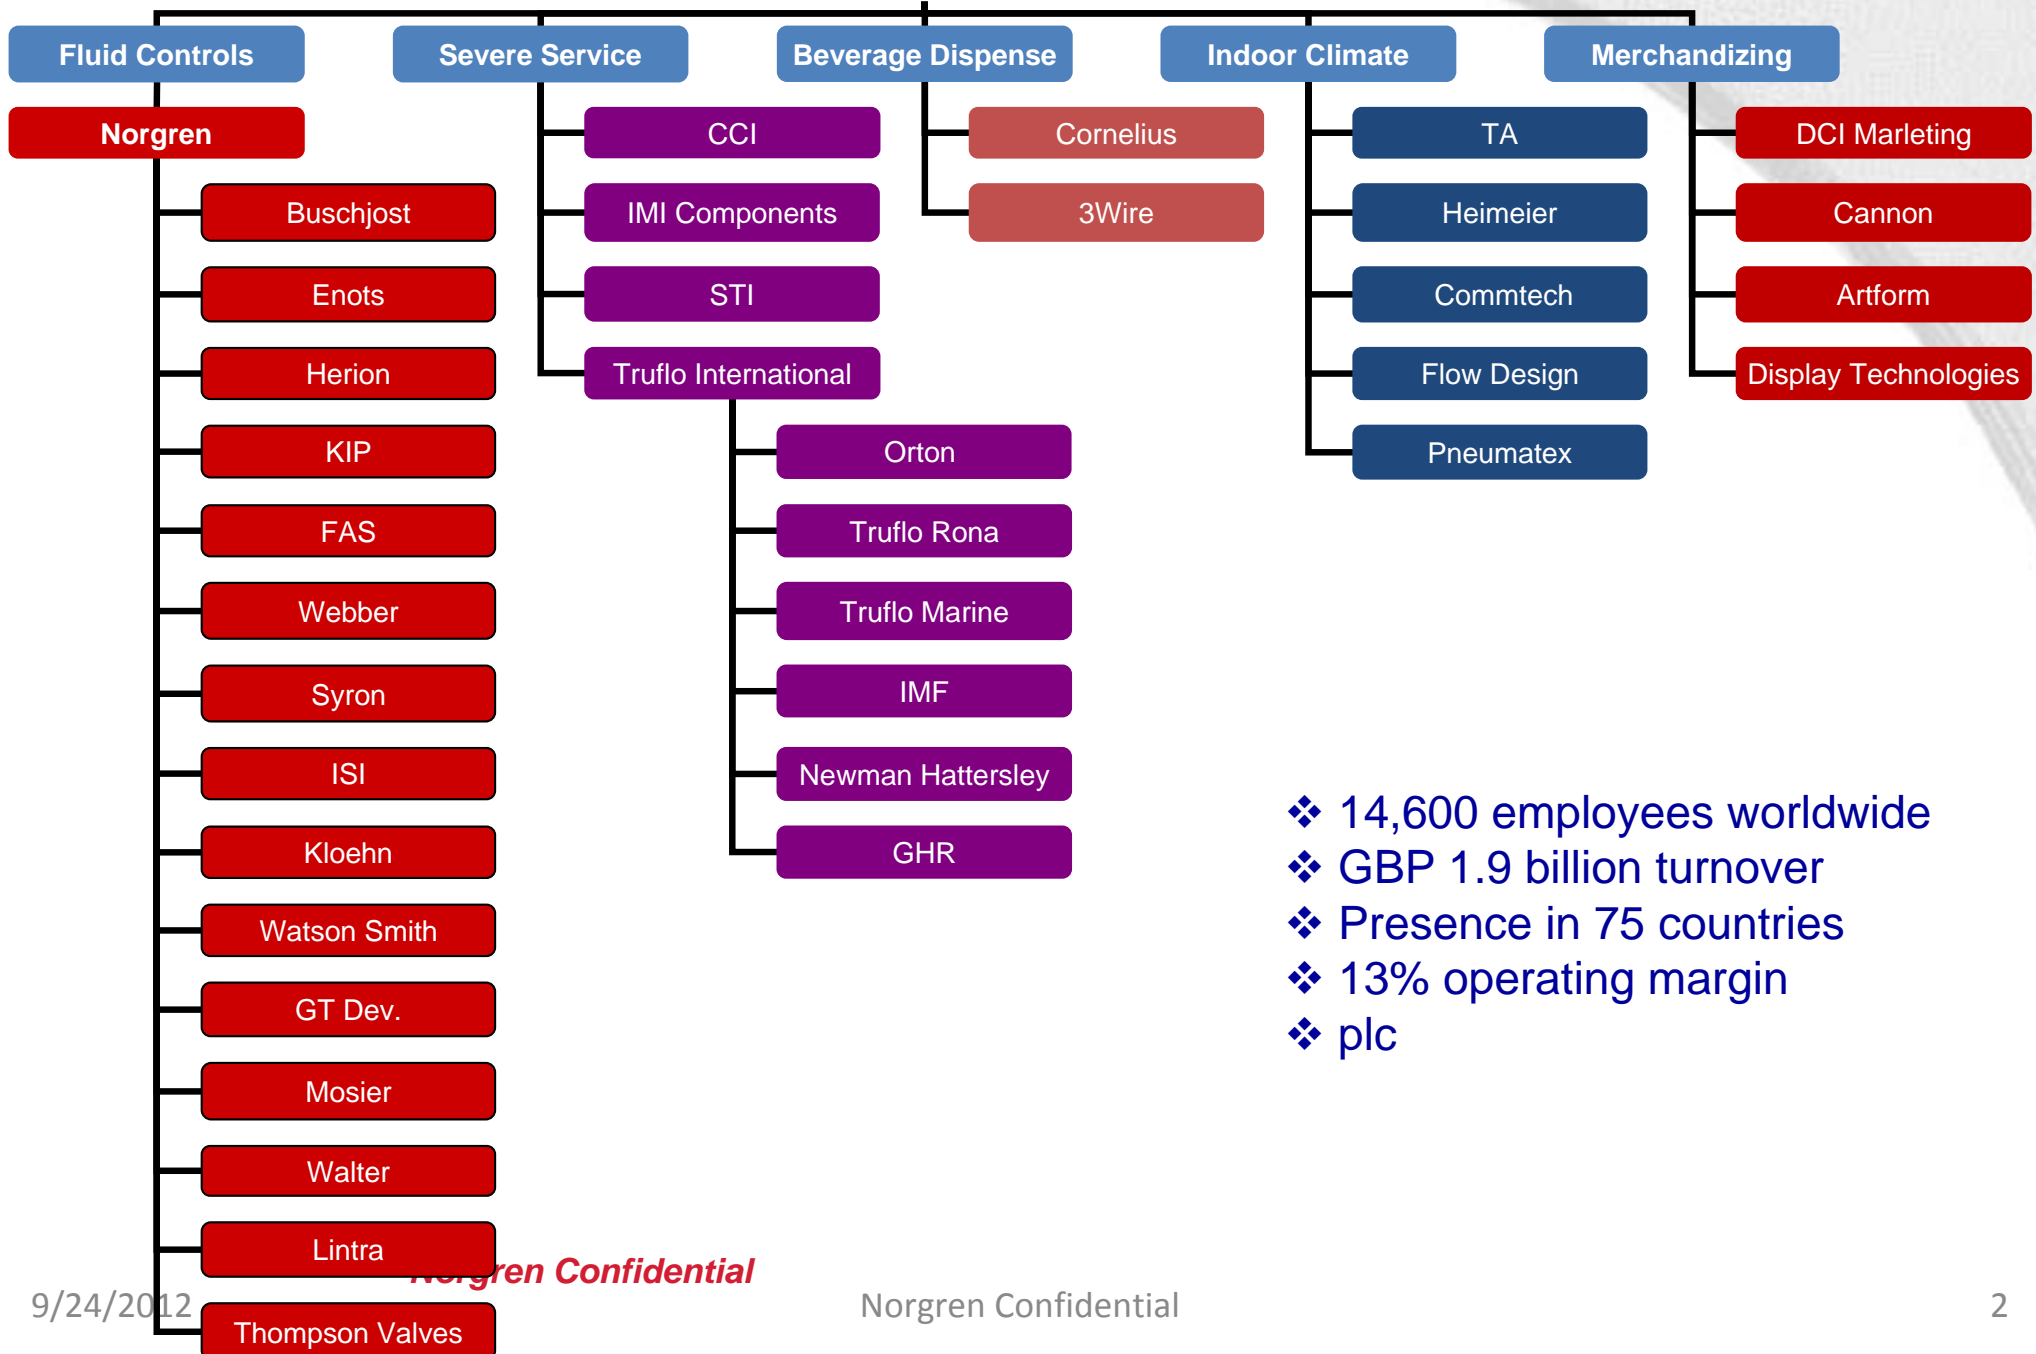 Fluid Controls
Severe Service
Beverage Dispense
Indoor Climate
Merchandizing
Norgren
Buschjost
Enots
Herion
KIP
FAS
Webber
Syron
ISI
Kloehn
Watson Smith
GT Dev.
Mosier
Walter
Lintra
Thompson Valves
CCI
IMI Components
STI
Truflo International
Orton
Truflo Rona
Truflo Marine
IMF
Newman Hattersley
GHR
Cornelius
3Wire
TA
Heimeier
Commtech
Flow Design
Pneumatex
DCI Marleting
Cannon
Artform
Display Technologies
❖ 14,600 employees worldwide
❖ GBP 1.9 billion turnover
❖ Presence in 75 countries
❖ 13% operating margin
❖ plc
Norgren Confidential
9/24/2012
Norgren Confidential
2